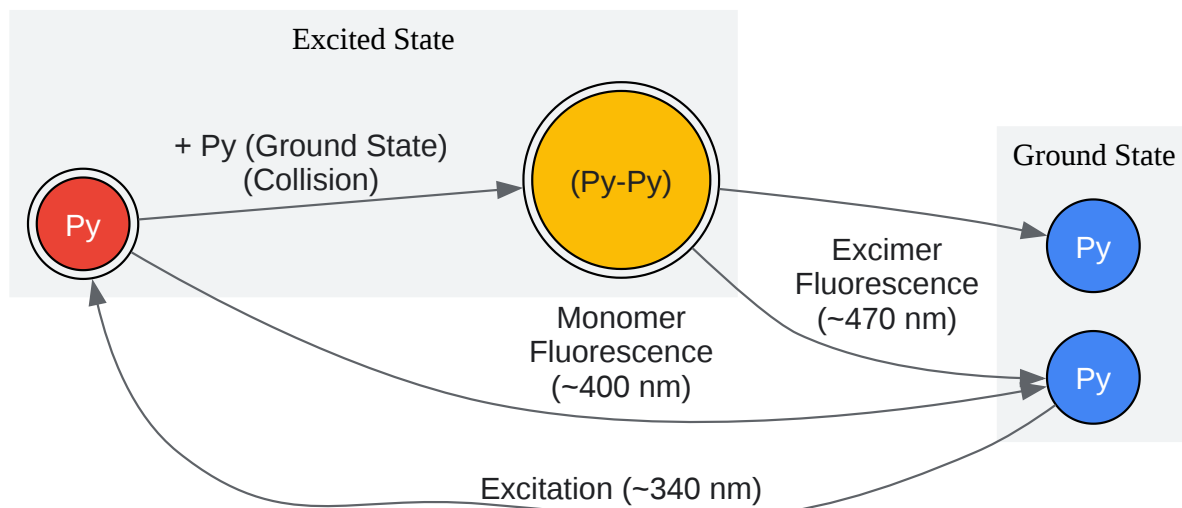 Excited State
+ Py (Ground State)
(Collision)
Py
(Py-Py)
Ground State
Py
Excimer
Fluorescence
(~470 nm)
Monomer
Fluorescence
(~400 nm)
Py
Excitation (~340 nm)